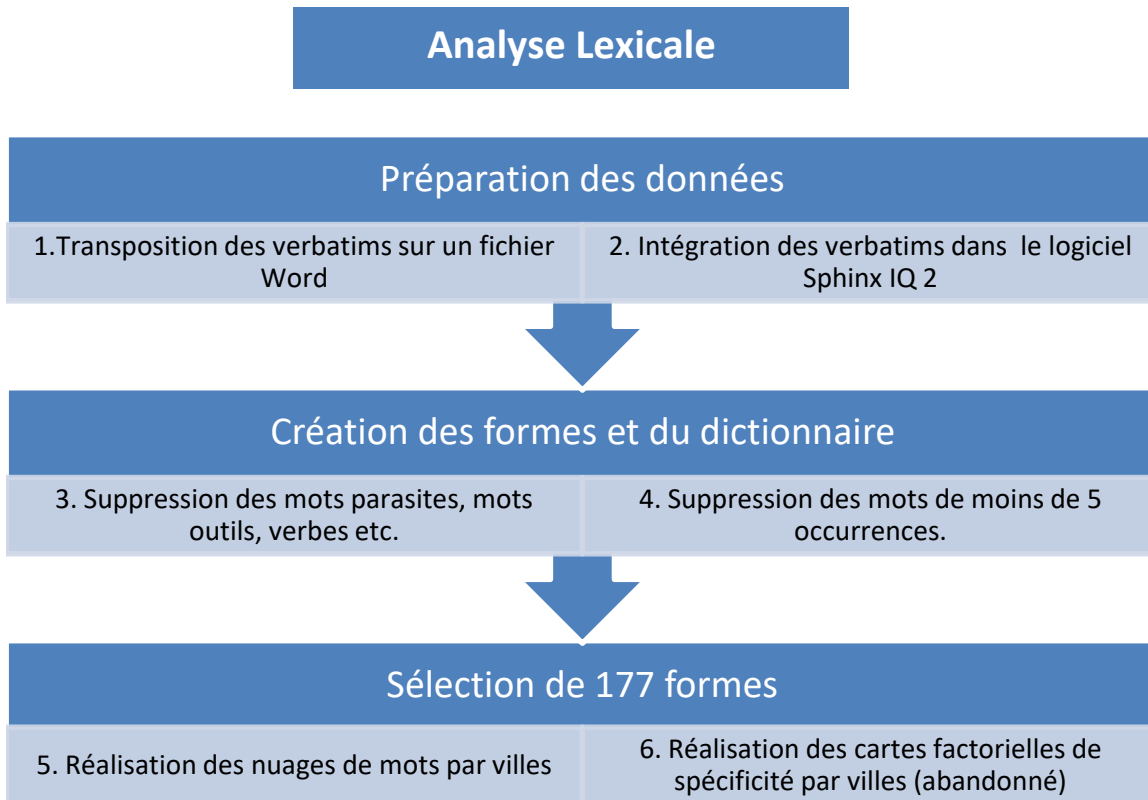 Analyse Lexicale
Préparation des données
1.Transposition des verbatims sur un fichier
Word
2. Intégration des verbatims dans le logiciel
Sphinx IQ 2
Création des formes et du dictionnaire
3. Suppression des mots parasites, mots
outils, verbes etc.
4. Suppression des mots de moins de 5
occurrences.
Sélection de 177 formes
5. Réalisation des nuages de mots par villes
6. Réalisation des cartes factorielles de
spécificité par villes (abandonné)